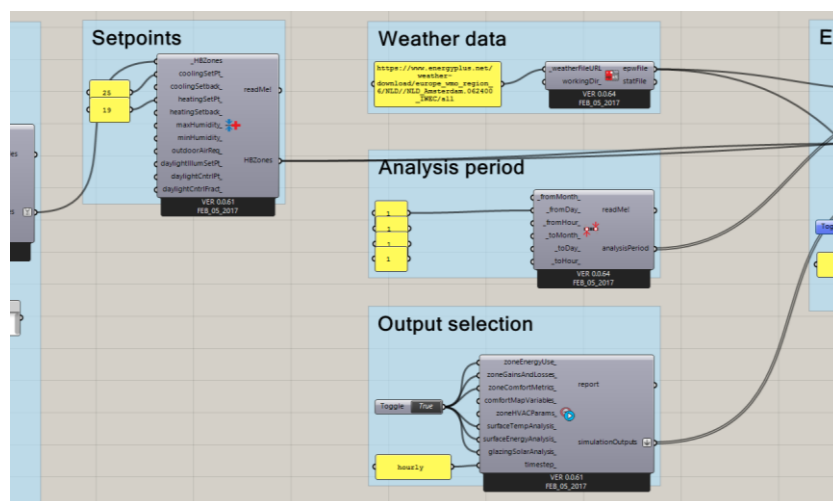 Setpoints
_HBZones
coolingSetPt_
coolingSetback_
heatingSetPt_
heatingSetback_
maxHumidity_
minHumidity_
outdoorAirReq_
daylightIllumSetPt_
daylightCntrlPt_
daylightCntrlFract_
readMe!
HBZones
VER 0.0.61
FEB_05_2017
25
19
Weather data
https://www.energyplus.net/
weather-
download/europe_wmo_region_
6/NLD//NLD_Amsterdam.062400
_IWEC/all
_weatherFileURL
workingDir_
epwFile
statFile
VER 0.0.64
FEB_05_2017
Analysis period
1
1
1
1
_fromMonth_
_fromDay_
_fromHour_
_toMonth_
_toDay_
_toHour_
readMe!
analysisPeriod
VER 0.0.64
FEB_05_2017
Output selection
Toggle True
hourly
zoneEnergyUse_
zoneGainsAndLosses_
zoneComfortMetrics_
comfortMapVariables_
zoneHVACParams_
surfaceTempAnalysis_
surfaceEnergyAnalysis_
glazingSolarAnalysis_
timestep_
report
simulationOutputs
VER 0.0.61
FEB_05_2017
E